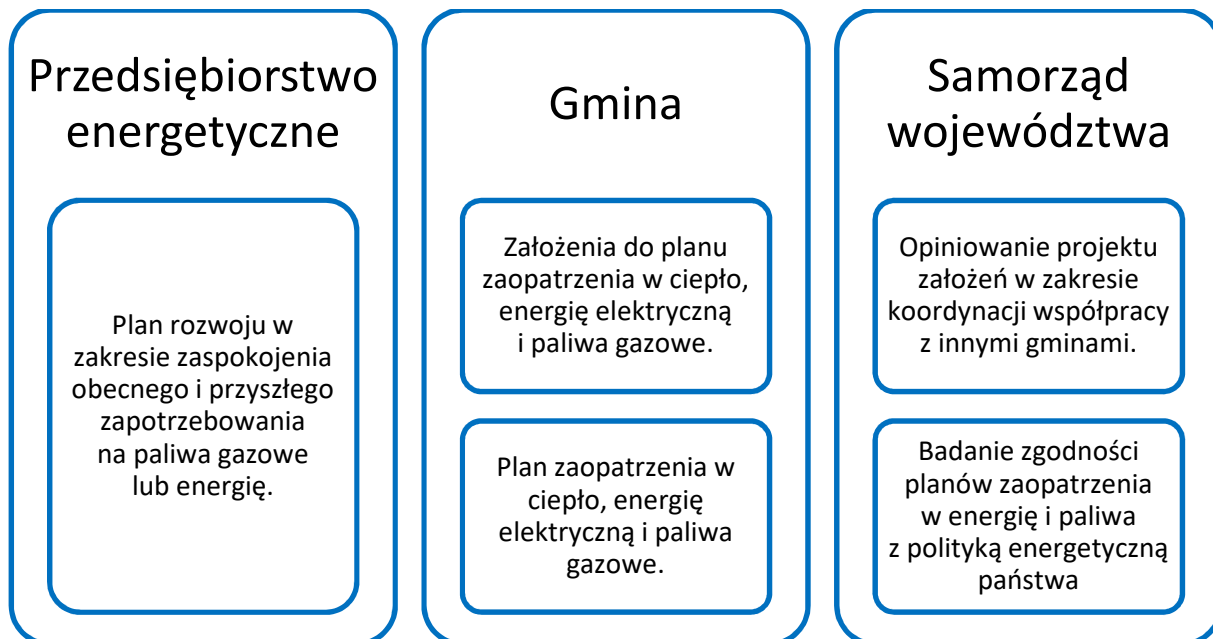 Przedsiębiorstwo
energetyczne
Plan rozwoju w
zakresie zaspokojenia
obecnego i przyszłego
zapotrzebowania
na paliwa gazowe
lub energię.
Gmina
Założenia do planu
zaopatrzenia w ciepło,
energię elektryczną
i paliwa gazowe.
Plan zaopatrzenia w
ciepło, energię
elektryczną i paliwa
gazowe.
Samorząd
województwa
Opiniowanie projektu
założeń w zakresie
koordynacji współpracy
z innymi gminami.
Badanie zgodności
planów zaopatrzenia
w energię i paliwa
z polityką energetyczną
państwa